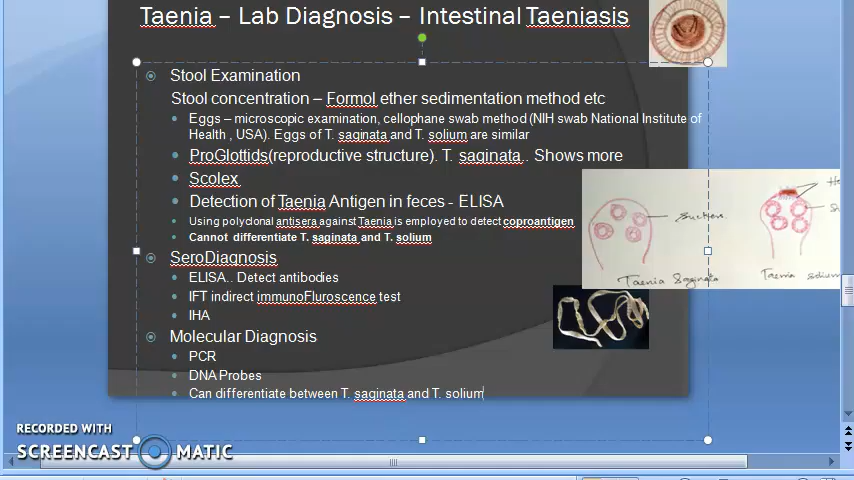 Taenia – Lab Diagnosis – Intestinal Taeniasis
Stool Examination
Stool concentration – Formol ether sedimentation method etc
Eggs – microscopic examination, cellophane swab method (NIH swab National Institute of
Health , USA). Eggs of T. saginata and T. solium are similar
ProGlottids(reproductive structure). T. saginata.. Shows more
Scolex
Detection of Taenia Antigen in feces - ELISA
Using polydonal antisera against Taenia is employed to detect coproantigen
Cannot differentiate T. saginata and T. solium
SeroDiagnosis
ELISA.. Detect antibodies
IFT indirect immunoFluroscence test
IHA
Molecular Diagnosis
PCR
DNA Probes
Can differentiate between T. saginata and T. solium
Taenia Saginata
Taenia solium
RECORDED WITH
SCREENCAST MATIC